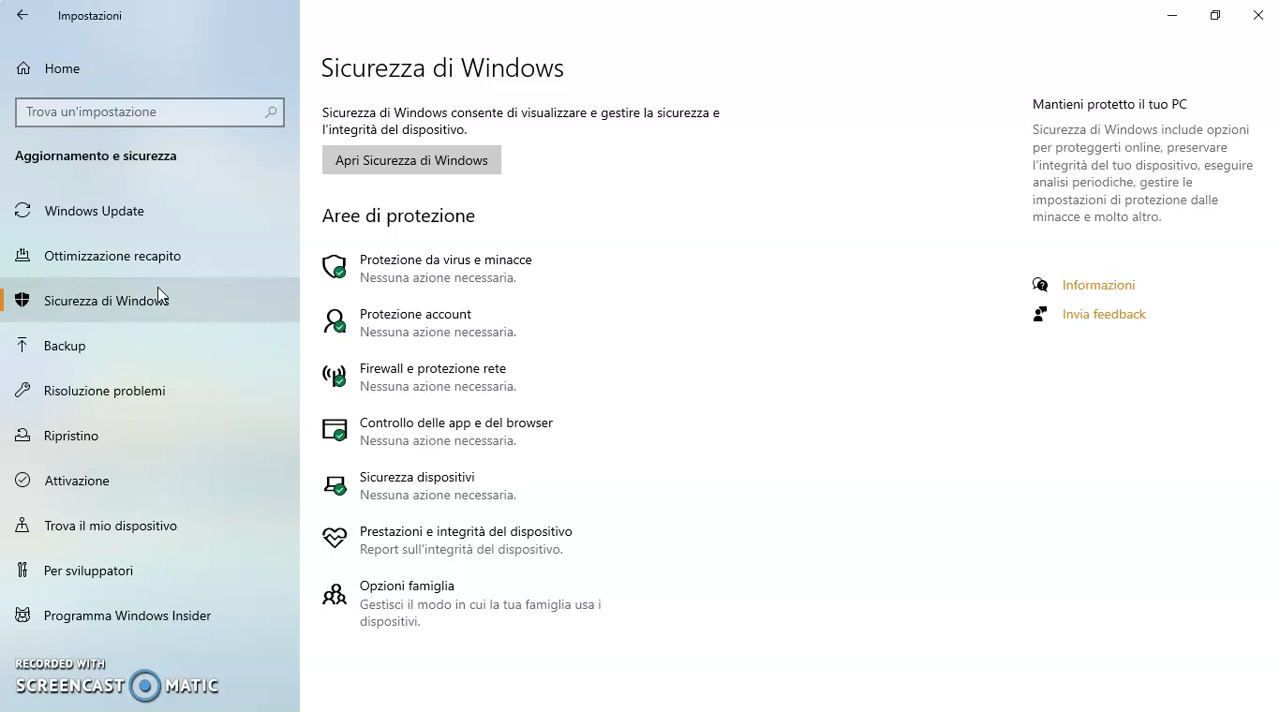 Impostazioni
Home
Trova un'impostazione
Aggiornamento e sicurezza
Windows Update
Ottimizzazione recapito
Sicurezza di Windows
Backup
Risoluzione problemi
Ripristino
Attivazione
Trova il mio dispositivo
Per sviluppatori
Programma Windows Insider
RECORDED WITH
SCREENCAST MATIC
Sicurezza di Windows
Sicurezza di Windows consente di visualizzare e gestire la sicurezza e
l'integrità del dispositivo.
Apri Sicurezza di Windows
Aree di protezione
Protezione da virus e minacce
Nessuna azione necessaria.
Protezione account
Nessuna azione necessaria.
Firewall e protezione rete
Nessuna azione necessaria.
Controllo delle app e del browser
Nessuna azione necessaria.
Sicurezza dispositivi
Nessuna azione necessaria.
Prestazioni e integrità del dispositivo
Report sull'integrità del dispositivo.
Opzioni famiglia
Gestisci il modo in cui la tua famiglia usa i
dispositivi.
Mantieni protetto il tuo PC
Sicurezza di Windows include opzioni
per proteggerti online, preservare
l'integrità del tuo dispositivo, eseguire
analisi periodiche, gestire le
impostazioni di protezione dalle
minacce e molto altro.
Informazioni
Invia feedback